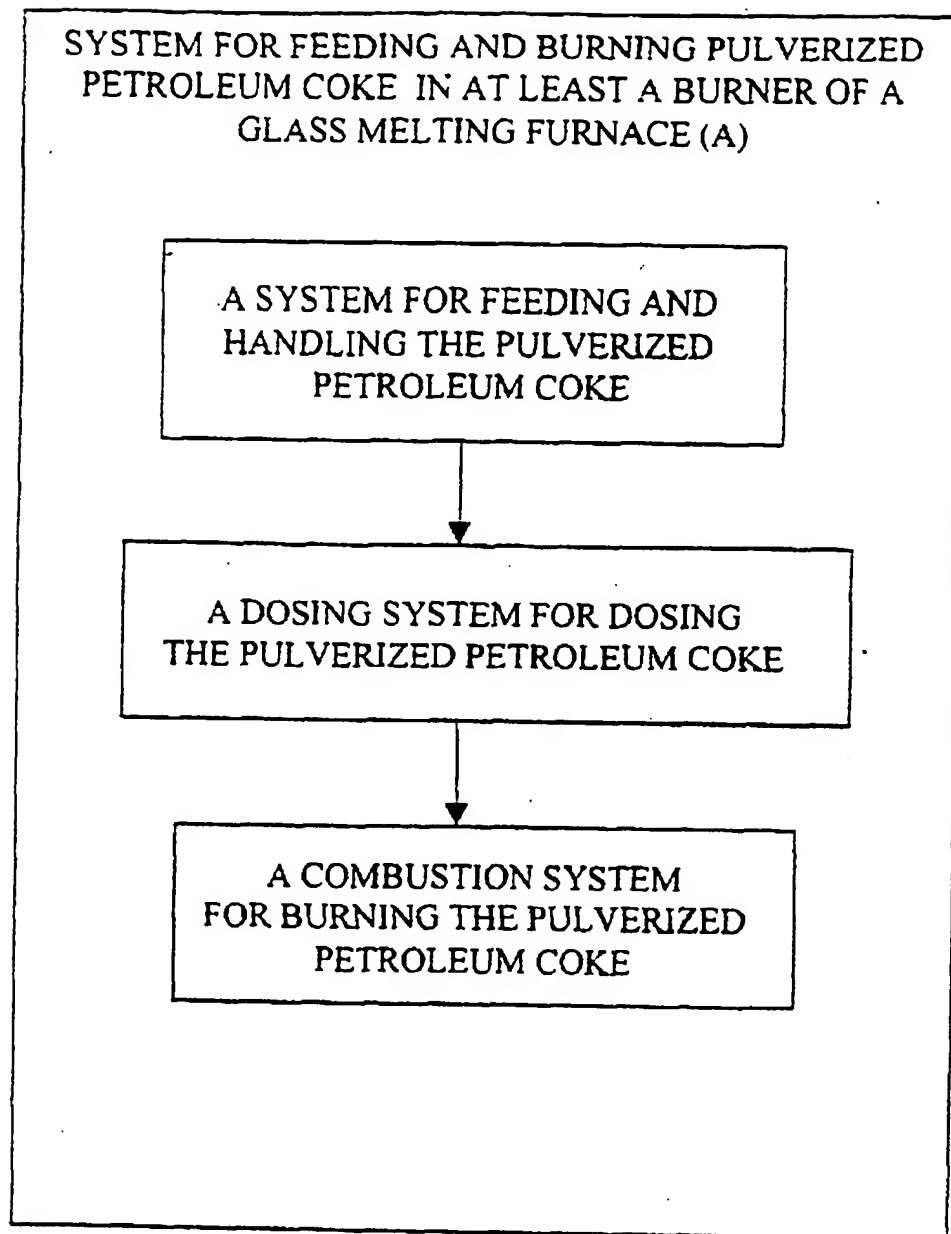 SYSTEM FOR FEEDING AND BURNING PULVERIZED
PETROLEUM COKE IN AT LEAST A BURNER OF A
GLASS MELTING FURNACE (A)
A SYSTEM FOR FEEDING AND
HANDLING THE PULVERIZED
PETROLEUM COKE
A DOSING SYSTEM FOR DOSING
THE PULVERIZED PETROLEUM COKE
A COMBUSTION SYSTEM
FOR BURNING THE PULVERIZED
PETROLEUM COKE